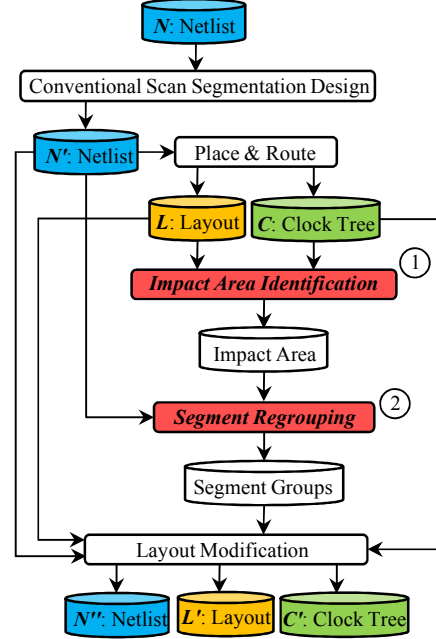 N: Netlist
Conventional Scan Segmentation Design
N': Netlist
Place & Route
L: Layout
C: Clock Tree
1
Impact Area Identification
Impact Area
2
Segment Regrouping
Segment Groups
Layout Modification
N'': Netlist
L': Layout
C': Clock Tree